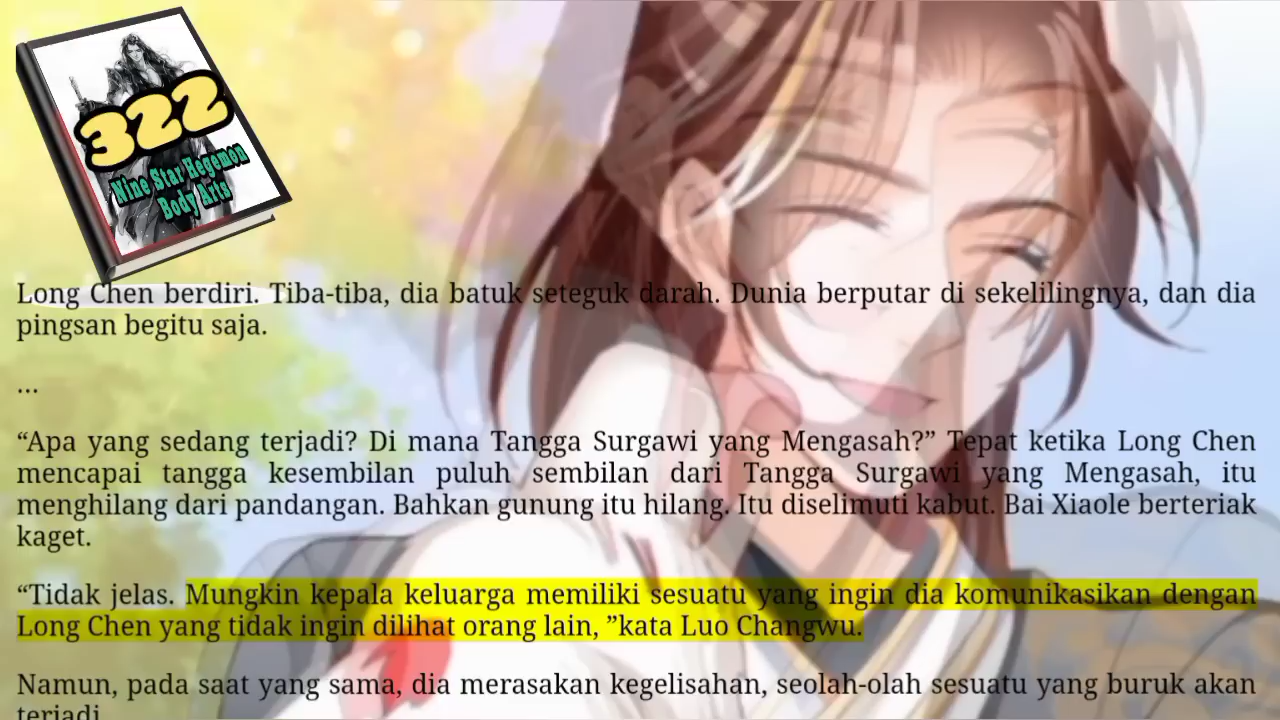 322
Nine Star Hegemon
Body Arts
Long Chen berdiri. Tiba-tiba, dia batuk seteguk darah. Dunia berputar di sekelilingnya, dan dia
pingsan begitu saja.
...
“Apa yang sedang terjadi? Di mana Tangga Surgawi yang Mengasah?” Tepat ketika Long Chen
mencapai tangga kesembilan puluh sembilan dari Tangga Surgawi yang Mengasah, itu
menghilang dari pandangan. Bahkan gunung itu hilang. Itu diselimuti kabut. Bai Xiaole berteriak
kaget.
“Tidak jelas. Mungkin kepala keluarga memiliki sesuatu yang ingin dia komunikasikan dengan
Long Chen yang tidak ingin dilihat orang lain, ”kata Luo Changwu.
Namun, pada saat yang sama, dia merasakan kegelisahan, seolah-olah sesuatu yang buruk akan
terjadi.